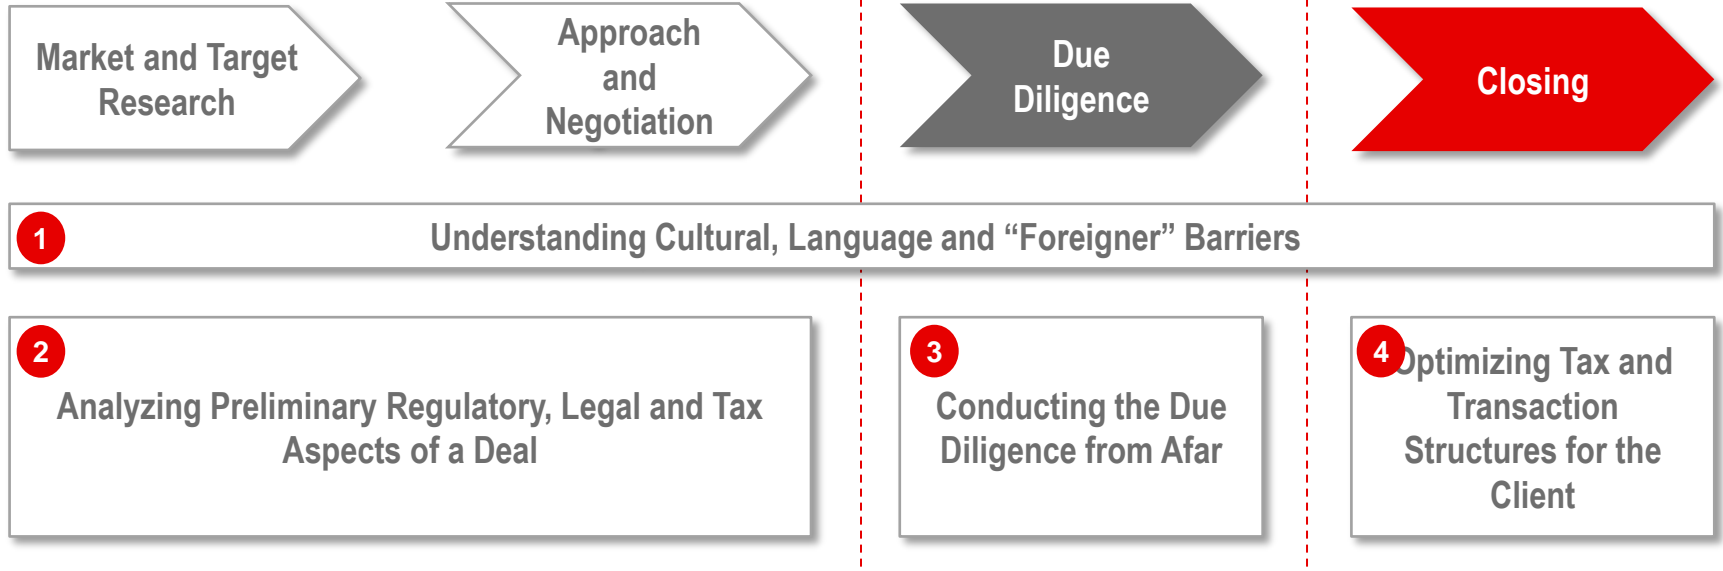 Market and Target
Research
Approach
and
Negotiation
Due
Diligence
Closing
1
Understanding Cultural, Language and “Foreigner” Barriers
2
Analyzing Preliminary Regulatory, Legal and Tax
Aspects of a Deal
3
Conducting the Due
Diligence from Afar
4
Optimizing Tax and
Transaction
Structures for the
Client